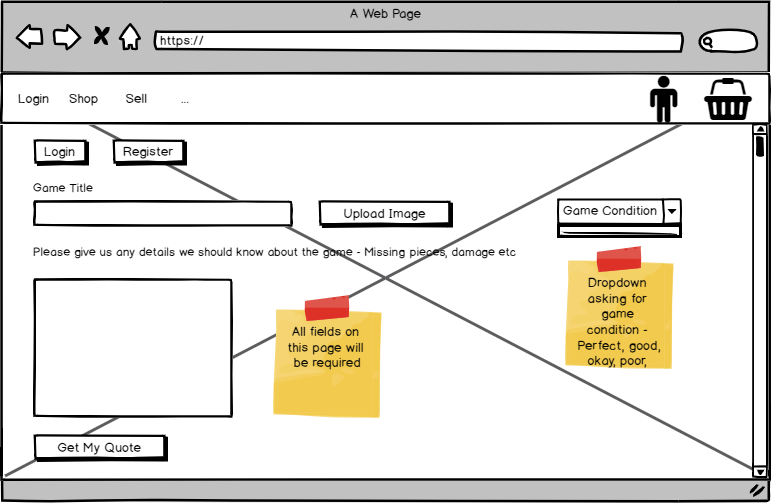 A Web Page
https://
Login Shop Sell ...
Login Register
Game Title
Upload Image
Game Condition
Please give us any details we should know about the game - Missing pieces, damage etc
Dropdown
asking for
game
condition -
Perfect, good,
okay, poor,
All fields on
this page will
be required
Get My Quote